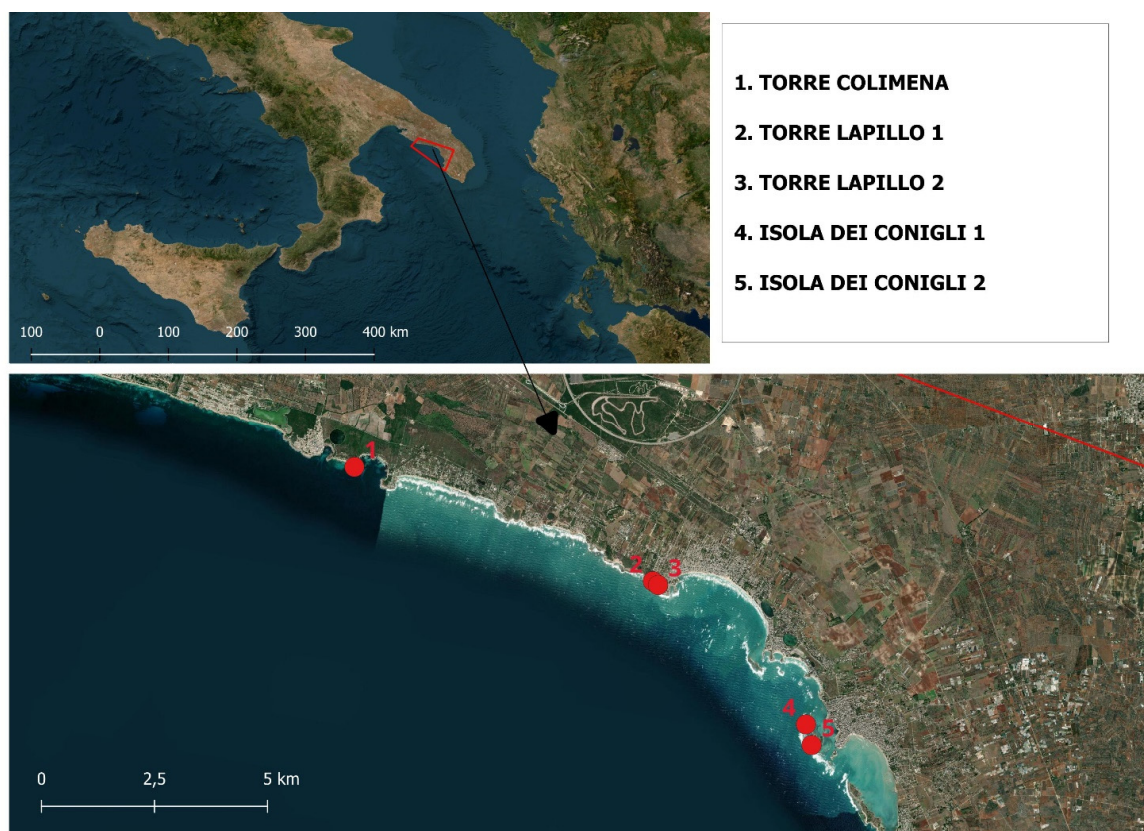 1. TORRE COLIMENA
2. TORRE LAPILLO 1
3. TORRE LAPILLO 2
4. ISOLA DEI CONIGLI 1
5. ISOLA DEI CONIGLI 2
100 0 100 200 300 400 km
1
2 3
4
5
0 2,5 5 km